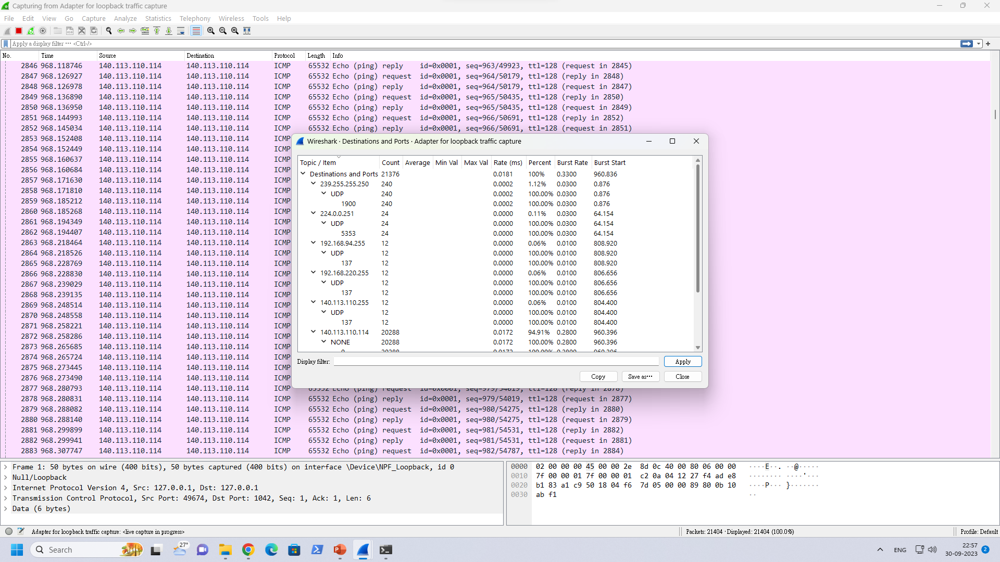 Capturing from Adapter for loopback traffic capture
File Edit View Go Capture Analyze Statistics Telephony Wireless Tools Help
Apply a display filter ··· <Ctrl-/>
No. Time Source Destination Protocol Length Info
2846 968.118746 140.113.110.114 140.113.110.114 ICMP 65532 Echo (ping) reply id=0x0001, seq=963/49923, ttl=128 (request in 2845)
2847 968.126927 140.113.110.114 140.113.110.114 ICMP 65532 Echo (ping) request id=0x0001, seq=964/50179, ttl=128 (reply in 2848)
2848 968.126978 140.113.110.114 140.113.110.114 ICMP 65532 Echo (ping) reply id=0x0001, seq=964/50179, ttl=128 (request in 2847)
2849 968.136890 140.113.110.114 140.113.110.114 ICMP 65532 Echo (ping) request id=0x0001, seq=965/50435, ttl=128 (reply in 2850)
2850 968.136950 140.113.110.114 140.113.110.114 ICMP 65532 Echo (ping) reply id=0x0001, seq=965/50435, ttl=128 (request in 2849)
2851 968.144993 140.113.110.114 140.113.110.114 ICMP 65532 Echo (ping) request id=0x0001, seq=966/50691, ttl=128 (reply in 2852)
2852 968.145034 140.113.110.114 140.113.110.114 ICMP 65532 Echo (ping) reply id=0x0001, seq=966/50691, ttl=128 (request in 2851)
2853 968.152408 140.113.110.114 140.113.110.114 ICMP
2854 968.152449 140.113.110.114 140.113.110.114 ICMP
2855 968.160637 140.113.110.114 140.113.110.114 ICMP
2856 968.160684 140.113.110.114 140.113.110.114 ICMP
2857 968.171630 140.113.110.114 140.113.110.114 ICMP
2858 968.171810 140.113.110.114 140.113.110.114 ICMP
2859 968.185212 140.113.110.114 140.113.110.114 ICMP
2860 968.185268 140.113.110.114 140.113.110.114 ICMP
2861 968.194349 140.113.110.114 140.113.110.114 ICMP
2862 968.194407 140.113.110.114 140.113.110.114 ICMP
2863 968.218464 140.113.110.114 140.113.110.114 ICMP
2864 968.218526 140.113.110.114 140.113.110.114 ICMP
2865 968.228769 140.113.110.114 140.113.110.114 ICMP
2866 968.228830 140.113.110.114 140.113.110.114 ICMP
2867 968.239029 140.113.110.114 140.113.110.114 ICMP
2868 968.239135 140.113.110.114 140.113.110.114 ICMP
2869 968.248514 140.113.110.114 140.113.110.114 ICMP
2870 968.248558 140.113.110.114 140.113.110.114 ICMP
2871 968.258221 140.113.110.114 140.113.110.114 ICMP
2872 968.258286 140.113.110.114 140.113.110.114 ICMP
2873 968.265685 140.113.110.114 140.113.110.114 ICMP
2874 968.265724 140.113.110.114 140.113.110.114 ICMP
2875 968.273445 140.113.110.114 140.113.110.114 ICMP
2876 968.273490 140.113.110.114 140.113.110.114 ICMP
2877 968.280793 140.113.110.114 140.113.110.114 ICMP 65532 Echo (ping) request id=0x0001, seq=979/54019, ttl=128 (reply in 2878)
2878 968.280831 140.113.110.114 140.113.110.114 ICMP 65532 Echo (ping) reply id=0x0001, seq=979/54019, ttl=128 (request in 2877)
2879 968.288082 140.113.110.114 140.113.110.114 ICMP 65532 Echo (ping) request id=0x0001, seq=980/54275, ttl=128 (reply in 2880)
2880 968.288140 140.113.110.114 140.113.110.114 ICMP 65532 Echo (ping) reply id=0x0001, seq=980/54275, ttl=128 (request in 2879)
2881 968.299899 140.113.110.114 140.113.110.114 ICMP 65532 Echo (ping) request id=0x0001, seq=981/54531, ttl=128 (reply in 2882)
2882 968.299941 140.113.110.114 140.113.110.114 ICMP 65532 Echo (ping) reply id=0x0001, seq=981/54531, ttl=128 (request in 2881)
2883 968.307747 140.113.110.114 140.113.110.114 ICMP 65532 Echo (ping) request id=0x0001, seq=982/54787, ttl=128 (reply in 2884)
Wireshark · Destinations and Ports · Adapter for loopback traffic capture
Topic / Item Count Average Min Val Max Val Rate (ms) Percent Burst Rate Burst Start
Destinations and Ports 21376 0.0181 100% 0.3300 960.836
239.255.255.250 240 0.0002 1.12% 0.0300 0.876
UDP 240 0.0002 100.00% 0.0300 0.876
1900 240 0.0002 100.00% 0.0300 0.876
224.0.0.251 24 0.0000 0.11% 0.0300 64.154
UDP 24 0.0000 100.00% 0.0300 64.154
5353 24 0.0000 100.00% 0.0300 64.154
192.168.94.255 12 0.0000 0.06% 0.0100 808.920
UDP 12 0.0000 100.00% 0.0100 808.920
137 12 0.0000 100.00% 0.0100 808.920
192.168.220.255 12 0.0000 0.06% 0.0100 806.656
UDP 12 0.0000 100.00% 0.0100 806.656
137 12 0.0000 100.00% 0.0100 806.656
140.113.110.255 12 0.0000 0.06% 0.0100 804.400
UDP 12 0.0000 100.00% 0.0100 804.400
137 12 0.0000 100.00% 0.0100 804.400
140.113.110.114 20288 0.0172 94.91% 0.2800 960.396
NONE 20288 0.0172 100.00% 0.2800 960.396
0 20288 0.0172 100.00% 0.2800 960.396
Display filter: Apply
Copy Save as··· Close
Frame 1: 50 bytes on wire (400 bits), 50 bytes captured (400 bits) on interface \Device\NPF_Loopback, id 0
Null/Loopback
Internet Protocol Version 4, Src: 127.0.0.1, Dst: 127.0.0.1
Transmission Control Protocol, Src Port: 49674, Dst Port: 1042, Seq: 1, Ack: 1, Len: 6
Data (6 bytes)
0000 02 00 00 00 45 00 00 2e 8d 0c 40 00 80 06 00 00 ····E··. ··@·····
0010 7f 00 00 01 7f 00 00 01 c2 0a 04 12 27 f4 ad e8 ········ ····'···
0020 b1 83 a1 c9 50 18 04 f6 7d 05 00 00 89 80 0b 10 ····P··· }·······
0030 ab f1 ··
Adapter for loopback traffic capture: <live capture in progress>
Packets: 21404 · Displayed: 21404 (100.0%)
Profile: Default
Search
27°
ENG
22:57
30-09-2023
2